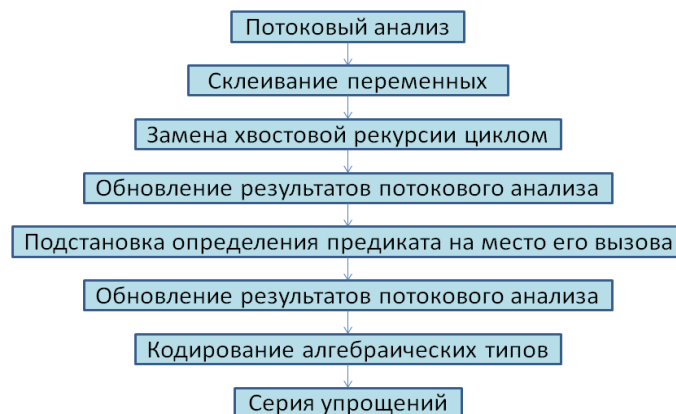 Потоковый анализ
Склеивание переменных
Замена хвостовой рекурсии циклом
Обновление результатов потокового анализа
Подстановка определения предиката на место его вызова
Обновление результатов потокового анализа
Кодирование алгебраических типов
Серия упрощений